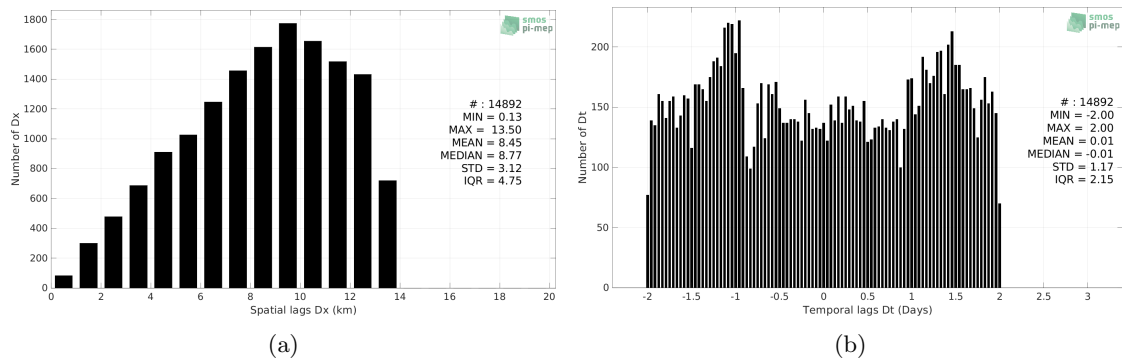 1800
1600
1400
1200
1000
800
600
400
200
0
Number of Dx
smos
pi-mep
# : 14892
MIN = 0.13
MAX = 13.50
MEAN = 8.45
MEDIAN = 8.77
STD = 3.12
IQR = 4.75
0 2 4 6 8 10 12 14 16 18 20
Spatial lags Dx (km)
(a)
200
150
100
50
0
Number of Dt
smos
pi-mep
# : 14892
MIN = -2.00
MAX = 2.00
MEAN = 0.01
MEDIAN = -0.01
STD = 1.17
IQR = 2.15
-2 -1.5 -1 -0.5 0 0.5 1 1.5 2 2.5 3
Temporal lags Dt (Days)
(b)